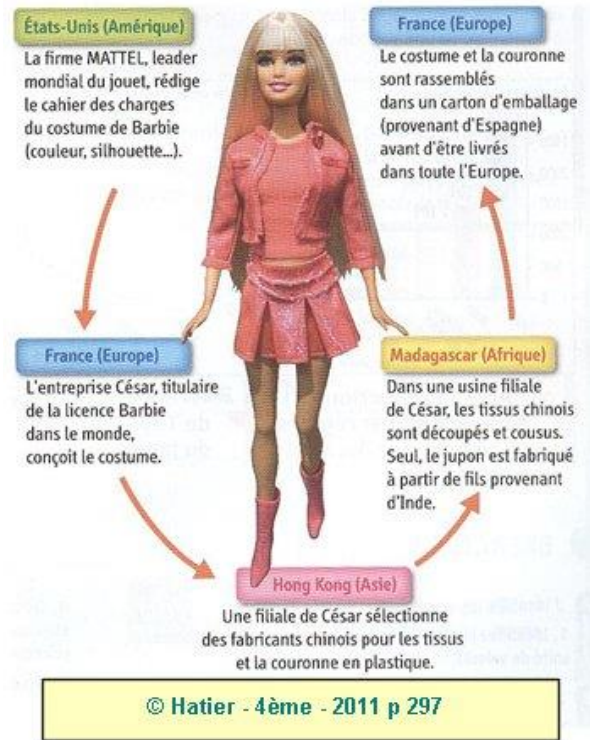 États-Unis (Amérique)
La firme MATTEL, leader
mondial du jouet, rédige
le cahier des charges
du costume de Barbie
(couleur, silhouette...).
France (Europe)
L'entreprise César, titulaire
de la licence Barbie
dans le monde,
conçoit le costume.
Hong Kong (Asie)
Une filiale de César sélectionne
des fabricants chinois pour les tissus
et la couronne en plastique.
Madagascar (Afrique)
Dans une usine filiale
de César, les tissus chinois
sont découpés et cousus.
Seul, le jupon est fabriqué
à partir de fils provenant
d'Inde.
France (Europe)
Le costume et la couronne
sont rassemblés
dans un carton d'emballage
(provenant d'Espagne)
avant d'être livrés
dans toute l'Europe.
© Hatier - 4ème - 2011 p 297